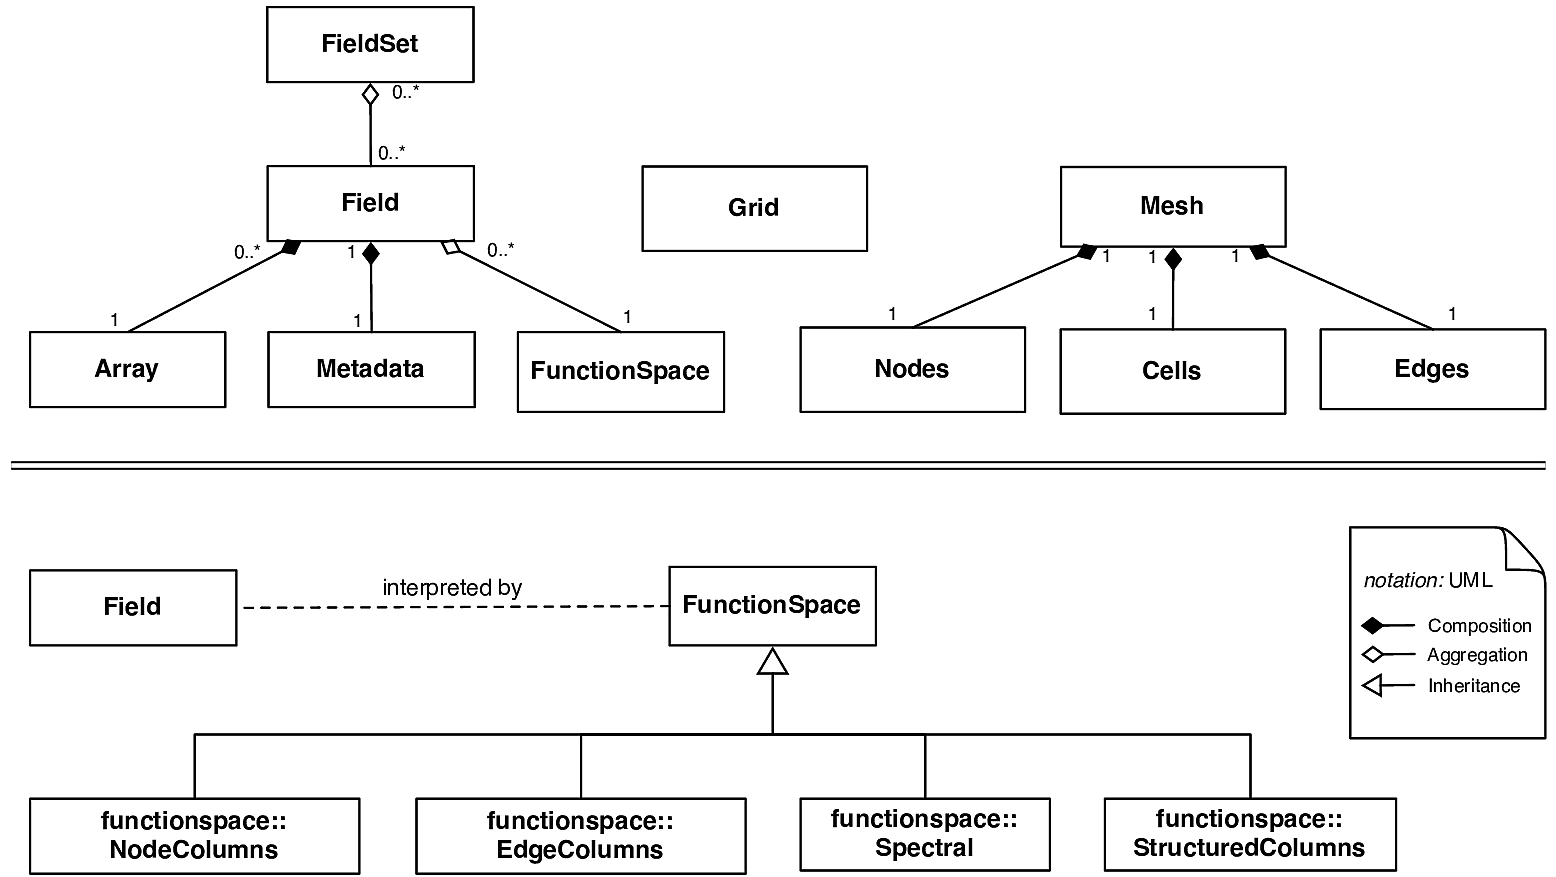 FieldSet
0..*
0..*
Field
Grid
Mesh
0..*
1
0..*
1
1
1
1
1
1
1
1
1
Array
Metadata
FunctionSpace
Nodes
Cells
Edges
Field
interpreted by
FunctionSpace
notation: UML
Composition
Aggregation
Inheritance
functionspace::
NodeColumns
functionspace::
EdgeColumns
functionspace::
Spectral
functionspace::
StructuredColumns